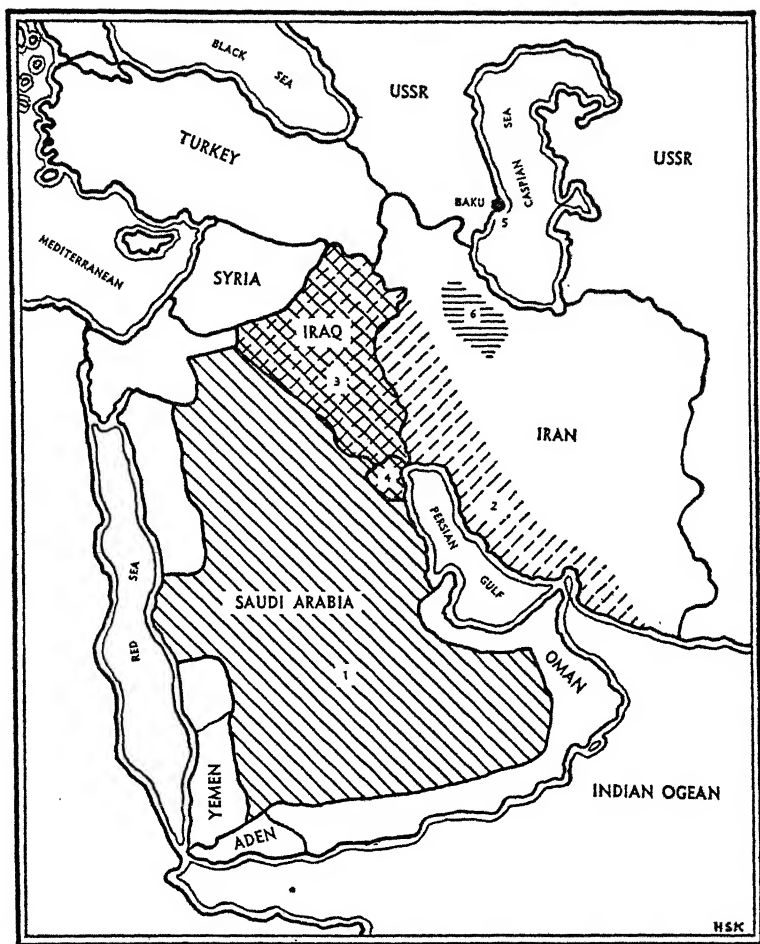 BLACK
SEA
USSR
SEA
CASPIAN
USSR
TURKEY
BAKU
5
MEDITERRANEAN
SYRIA
6
IRAQ
3
IRAN
4
2
PERSIAN
GULF
SEA
RED
SAUDI ARABIA
1
OMAN
YEMEN
ADEN
INDIAN OGEAN
HSK